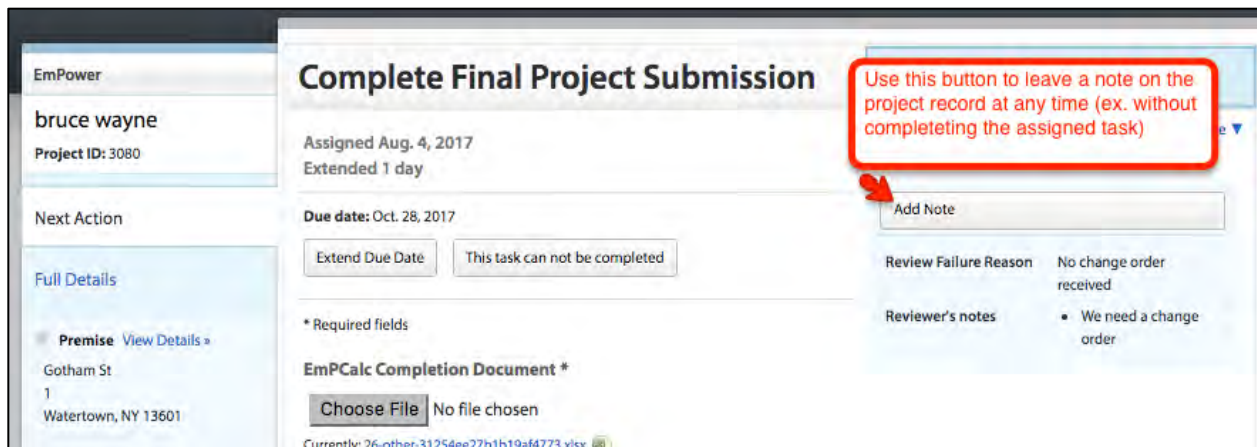 EmPower
bruce wayne
Project ID: 3080
Next Action
Full Details
Premise View Details »
Gotham St
1
Watertown, NY 13601
Complete Final Project Submission
Assigned Aug. 4, 2017
Extended 1 day
Due date: Oct. 28, 2017
Extend Due Date
This task can not be completed
* Required fields
EmPCalc Completion Document *
Choose File No file chosen
Use this button to leave a note on the
project record at any time (ex. without
completeting the assigned task)
Add Note
Review Failure Reason No change order
received
Reviewer's notes • We need a change
order